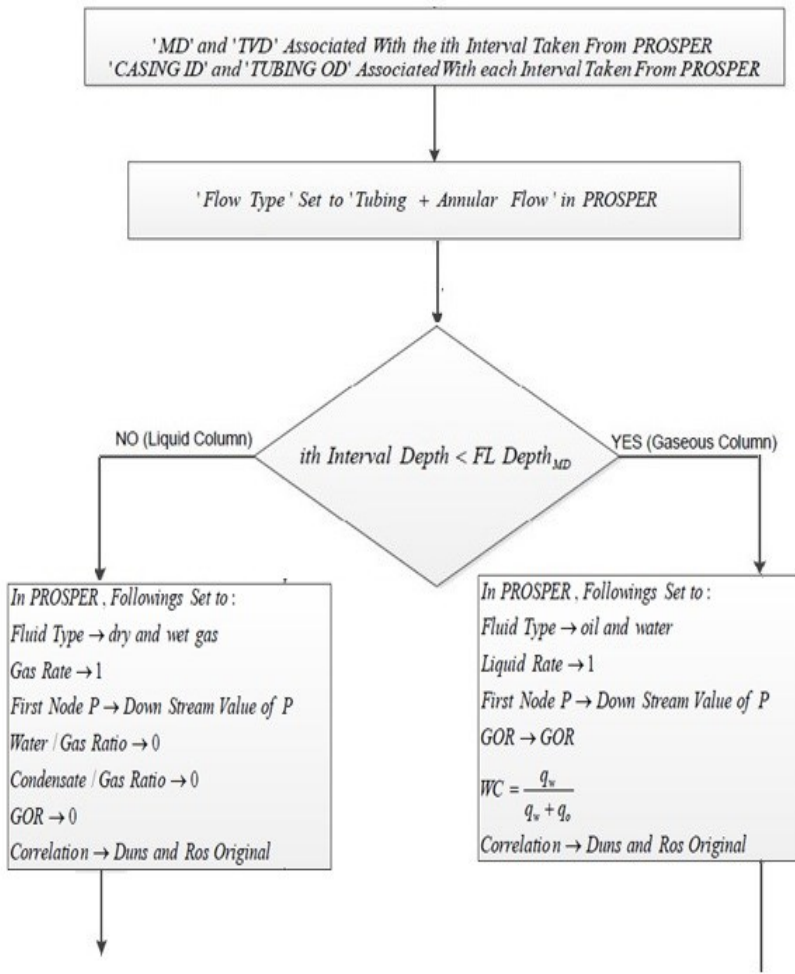 'MD' and 'TVD' Associated With the ith Interval Taken From PROSPER
'CASING ID' and 'TUBING OD' Associated With each Interval Taken From PROSPER
'Flow Type' Set to 'Tubing + Annular Flow' in PROSPER
NO (Liquid Column)
YES (Gaseous Column)
ith Interval Depth < FL Depth_MD
In PROSPER, Followings Set to :
Fluid Type → dry and wet gas
Gas Rate → 1
First Node P → Down Stream Value of P
Water / Gas Ratio → 0
Condensate / Gas Ratio → 0
GOR → 0
Correlation → Duns and Ros Original
In PROSPER, Followings Set to :
Fluid Type → oil and water
Liquid Rate → 1
First Node P → Down Stream Value of P
GOR → GOR
WC = q_w / (q_w + q_o)
Correlation → Duns and Ros Original